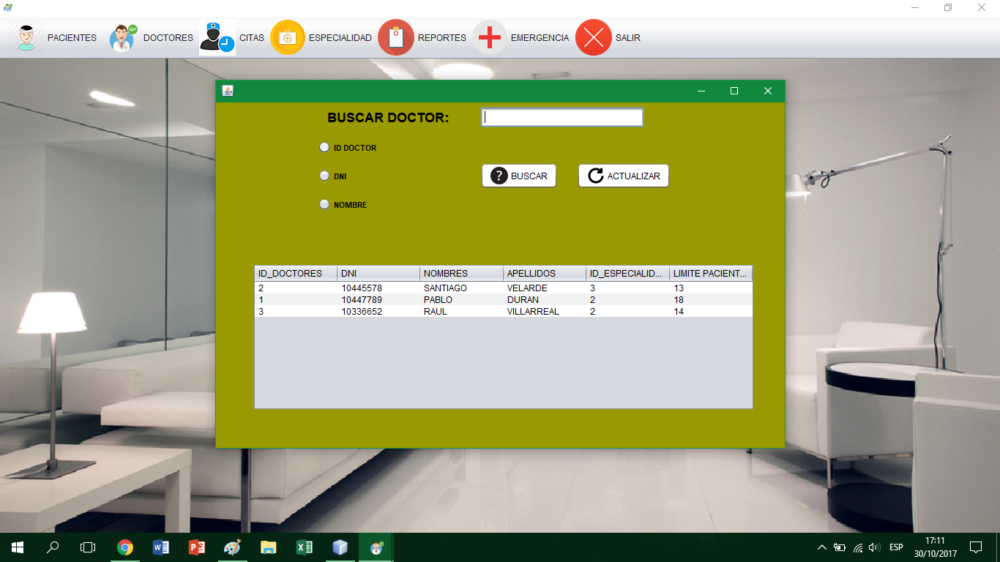 PACIENTES DOCTORES CITAS ESPECIALIDAD REPORTES EMERGENCIA SALIR
BUSCAR DOCTOR:
ID DOCTOR
DNI
BUSCAR ACTUALIZAR
NOMBRE
ID_DOCTORES DNI NOMBRES APELLIDOS ID_ESPECIALID... LIMITE PACIENT...
2 10445578 SANTIAGO VELARDE 3 13
1 10447789 PABLO DURAN 2 18
3 10336652 RAUL VILLARREAL 2 14
ESP
17:11
30/10/2017